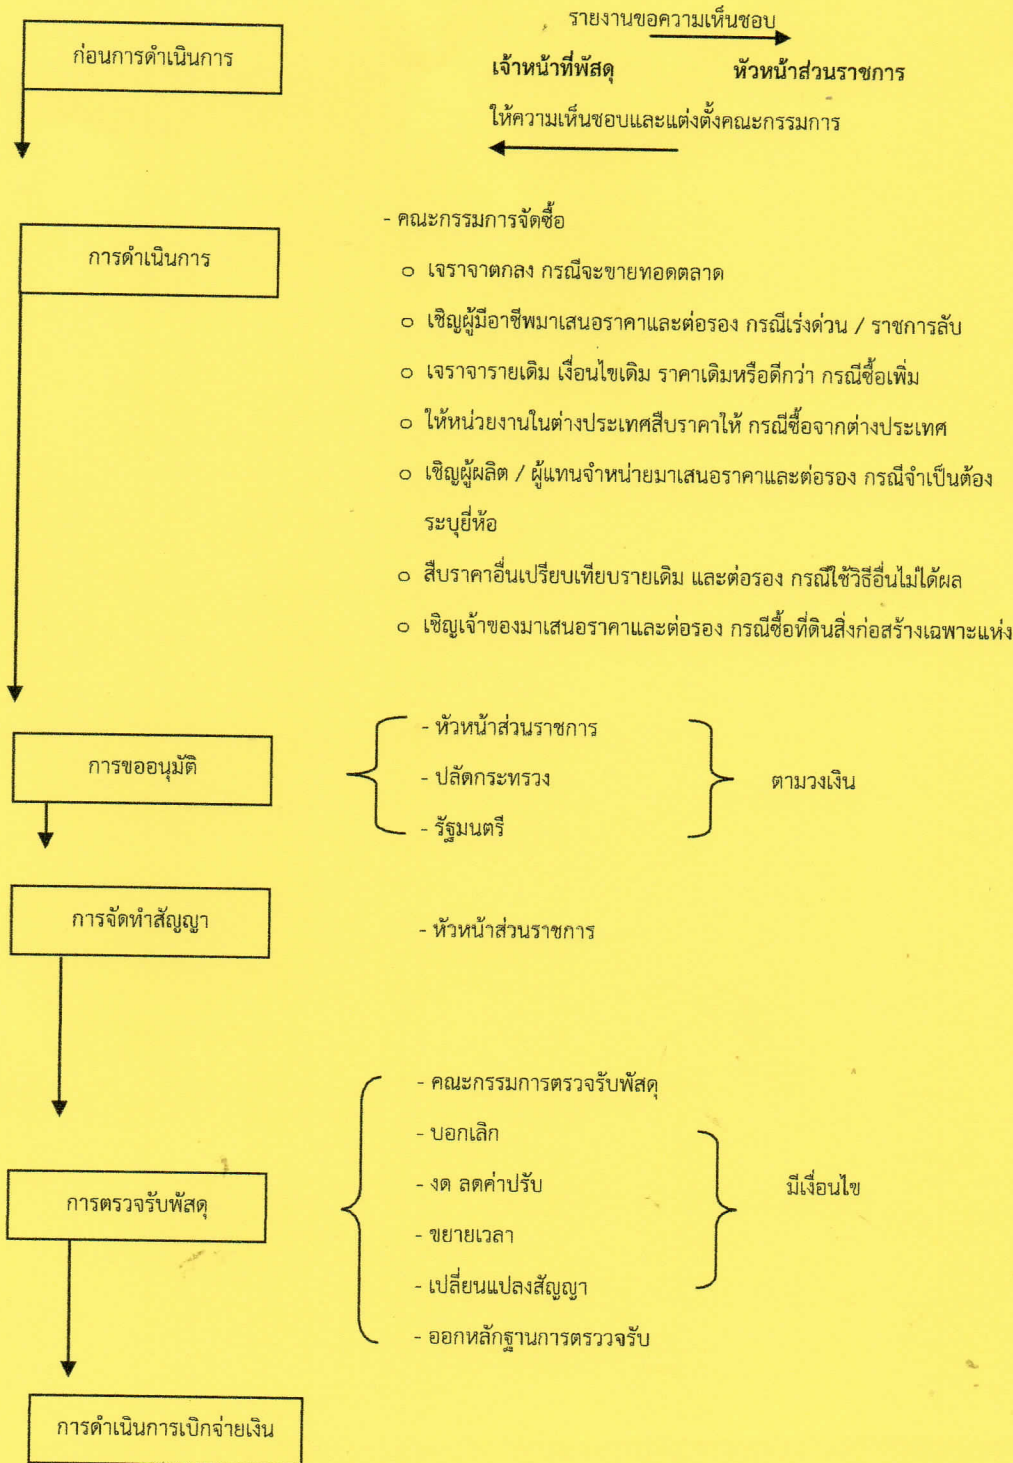 รายงานขอความเห็นชอบ
ก่อนการดำเนินการ
เจ้าหน้าที่พัสดุ หัวหน้าส่วนราชการ
ให้ความเห็นชอบและแต่งตั้งคณะกรรมการ
การดำเนินการ
- คณะกรรมการจัดซื้อ
o เจราจาตกลง กรณีจะขายทอดตลาด
o เชิญผู้มีอาชีพมาเสนอราคาและต่อรอง กรณีเร่งด่วน / ราชการลับ
o เจราจารายเดิม เงื่อนไขเดิม ราคาเดิมหรือดีกว่า กรณีซื้อเพิ่ม
o ให้หน่วยงานในต่างประเทศสืบราคาให้ กรณีซื้อจากต่างประเทศ
o เชิญผู้ผลิต / ผู้แทนจำหน่ายมาเสนอราคาและต่อรอง กรณีจำเป็นต้อง
ระบุยี่ห้อ
o สืบราคาอื่นเปรียบเทียบรายเดิม และต่อรอง กรณีใช้วิธีอื่นไม่ได้ผล
o เชิญเจ้าของมาเสนอราคาและต่อรอง กรณีซื้อที่ดินสิ่งก่อสร้างเฉพาะแห่ง
การขออนุมัติ
- หัวหน้าส่วนราชการ
- ปลัดกระทรวง
- รัฐมนตรี
ตามวงเงิน
การจัดทำสัญญา
- หัวหน้าส่วนราชการ
การตรวจรับพัสดุ
- คณะกรรมการตรวจรับพัสดุ
- บอกเลิก
- งด ลดค่าปรับ
- ขยายเวลา
- เปลี่ยนแปลงสัญญา
- ออกหลักฐานการตรววจรับ
มีเงื่อนไข
การดำเนินการเบิกจ่ายเงิน